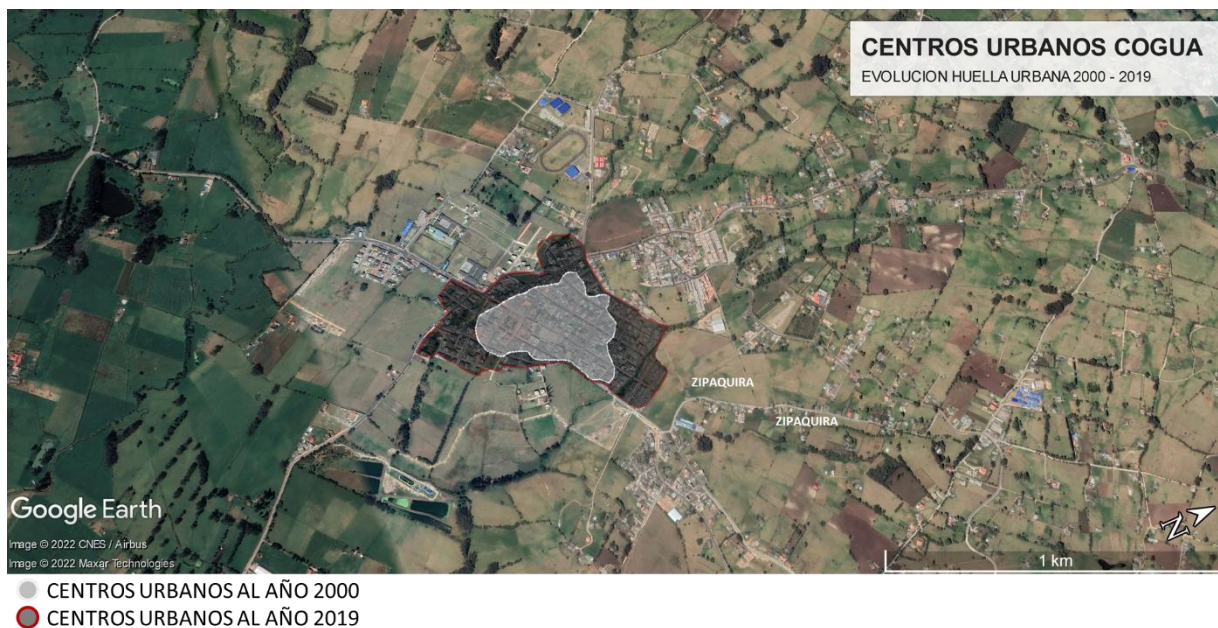 CENTROS URBANOS COGUA
EVOLUCION HUELLA URBANA 2000 - 2019
ZIPAQUIRA
ZIPAQUIRA
Google Earth
Image © 2022 CNES / Airbus
Image © 2022 Maxar Technologies
N
1 km
CENTROS URBANOS AL AÑO 2000
CENTROS URBANOS AL AÑO 2019